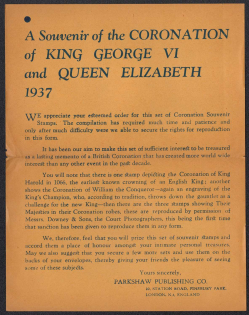 A Souvenir of the CORONATION
of KING GEORGE VI
and QUEEN ELIZABETH
1937
WE appreciate your esteemed order for this set of Coronation Souvenir
Stamps. The compilation has required much time and patience and
only after much difficulty were we able to secure the rights for reproduction
in this form.
It has been our aim to make this set of sufficient interest to be treasured
as a lasting memento of a British Coronation that has roused more world wide
interest than any other event in the past decade.
You will note that there is one stamp depicting the Coronation of King
Harold in 1066, the earliest known crowning of an English King; another
shows the Coronation of William the Conqueror—again an engraving of the
King's Champion, who, according to tradition, throws down the gauntlet as a
challenge for the new King—then there are the three stamps showing Their
Majesties in their Coronation robes, these are reproduced by permission of
Messrs. Downey & Sons, the Court Photographers, this being the first time
that sanction has been given to reproduce them in any stamp form.
We, therefore, feel that you will prize this set of souvenir stamps and
accord them a place of honour amongst your intimate personal treasures.
May we also suggest that you secure a few more sets and use them on the
backs of your envelopes, thereby giving your friends the pleasure of seeing
some of these subjects.
Yours sincerely,
PARKSHAW PUBLISHING CO.
STATION ROAD, FINSBURY PARK,
LONDON, N.4 ENGLAND